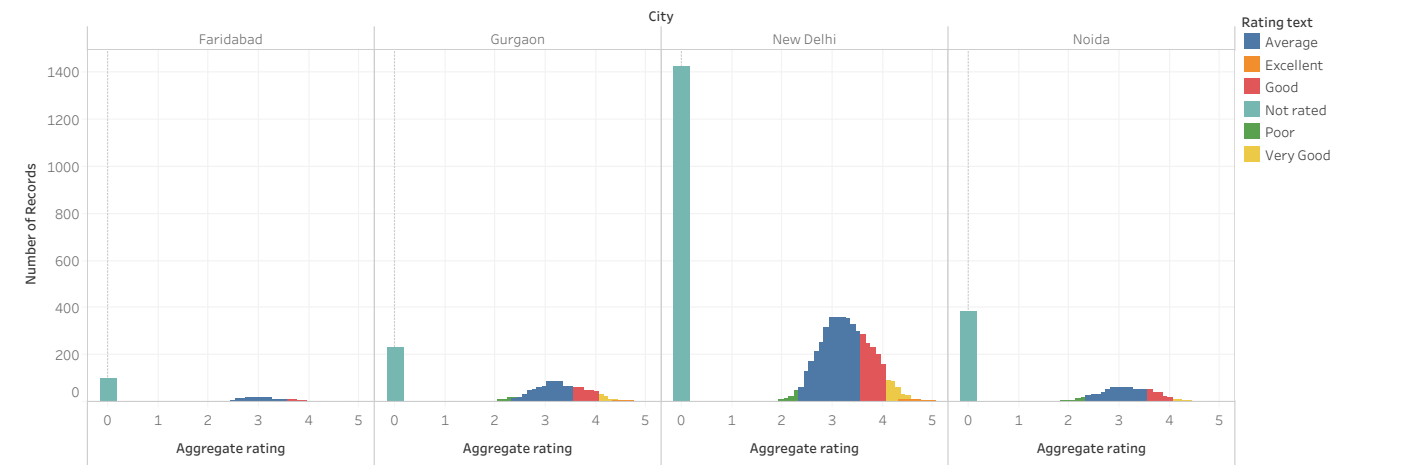 City
Faridabad Gurgaon New Delhi Noida
Rating text
Average
Excellent
Good
Not rated
Poor
Very Good
Number of Records
1400
1200
1000
800
600
400
200
0
0 1 2 3 4 5 0 1 2 3 4 5 0 1 2 3 4 5 0 1 2 3 4 5
Aggregate rating Aggregate rating Aggregate rating Aggregate rating